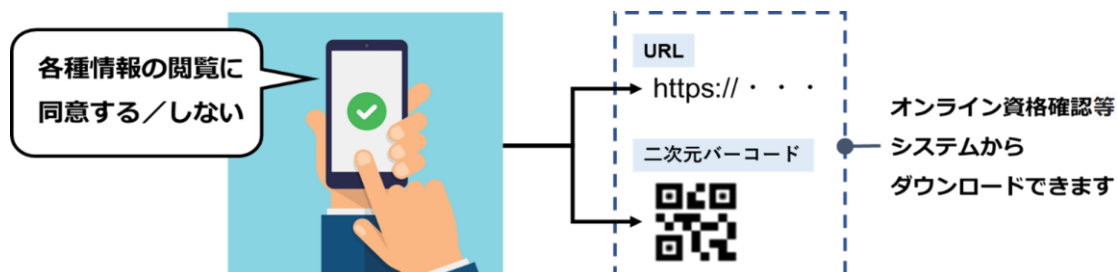 各種情報の閲覧に
同意する／しない
URL
https://・・・
二次元バーコード
オンライン資格確認等
システムから
ダウンロードできます